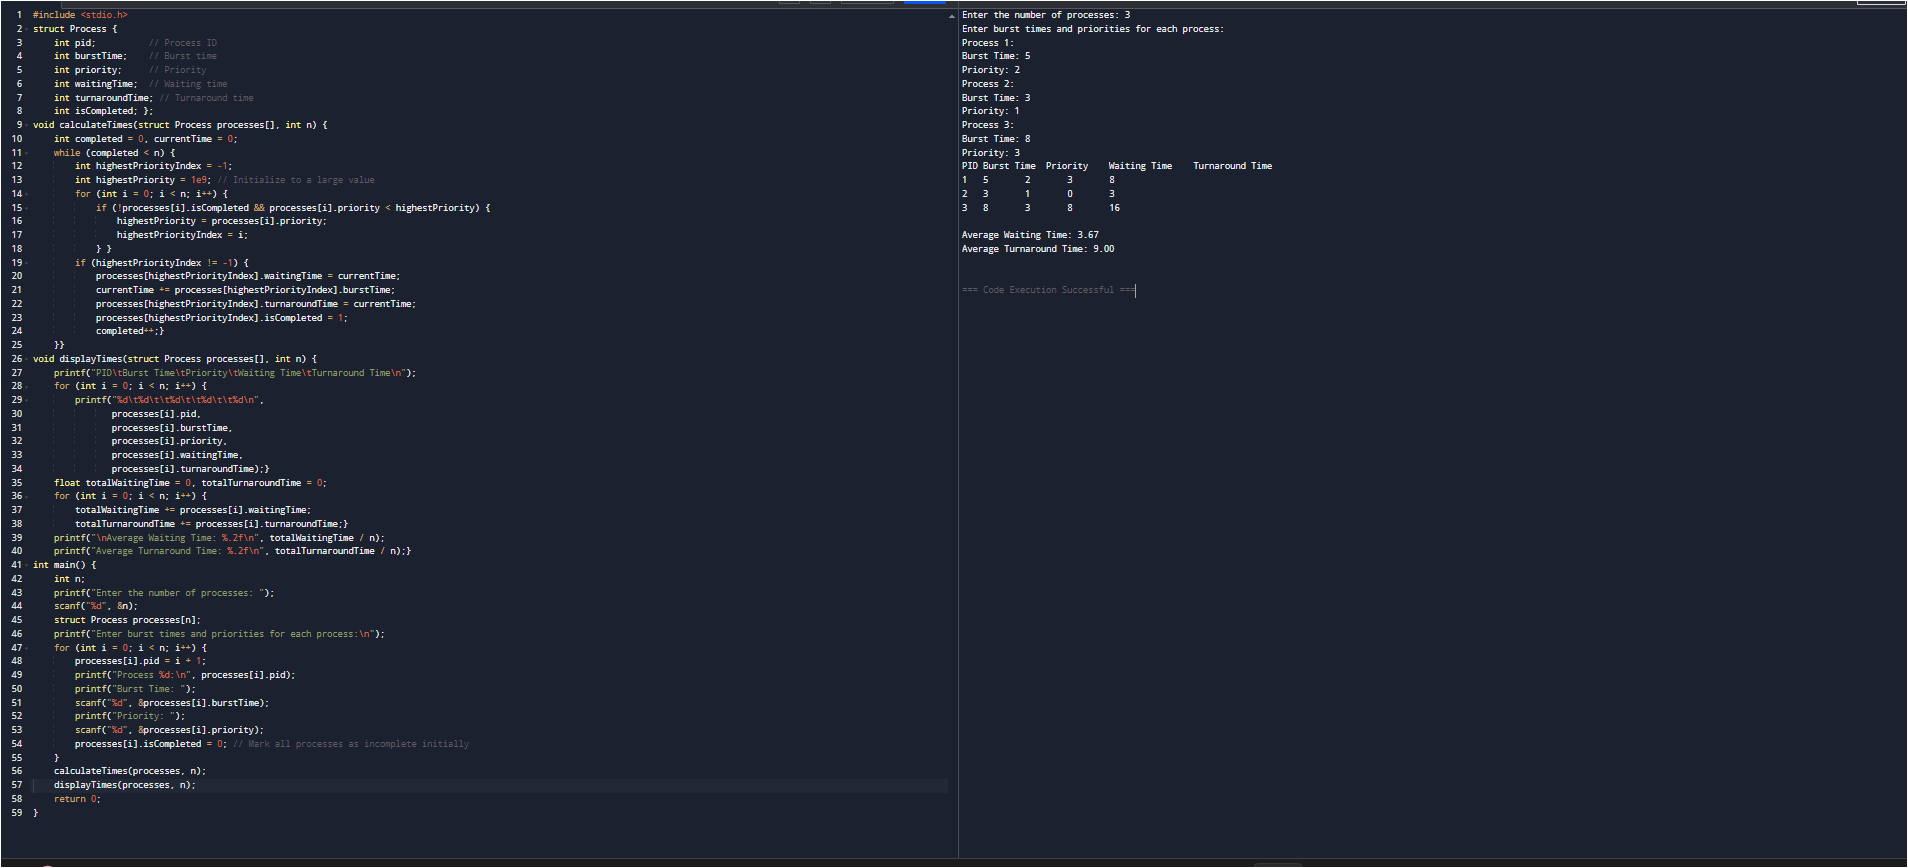 1 #include <stdio.h>
2 struct Process {
3     int pid;          // Process ID
4     int burstTime;    // Burst time
5     int priority;     // Priority
6     int waitingTime;  // Waiting time
7     int turnaroundTime; // Turnaround time
8     int isCompleted; };
9 void calculateTimes(struct Process processes[], int n) {
10     int completed = 0, currentTime = 0;
11     while (completed < n) {
12         int highestPriorityIndex = -1;
13         int highestPriority = 1e9; // Initialize to a large value
14         for (int i = 0; i < n; i++) {
15             if (!processes[i].isCompleted && processes[i].priority < highestPriority) {
16                 highestPriority = processes[i].priority;
17                 highestPriorityIndex = i;
18             } }
19         if (highestPriorityIndex != -1) {
20             processes[highestPriorityIndex].waitingTime = currentTime;
21             currentTime += processes[highestPriorityIndex].burstTime;
22             processes[highestPriorityIndex].turnaroundTime = currentTime;
23             processes[highestPriorityIndex].isCompleted = 1;
24             completed++;}
25     }}
26 void displayTimes(struct Process processes[], int n) {
27     printf("PID\tBurst Time\tPriority\tWaiting Time\tTurnaround Time\n");
28     for (int i = 0; i < n; i++) {
29         printf("%d\t%d\t\t%d\t\t%d\t\t%d\n",
30                processes[i].pid,
31                processes[i].burstTime,
32                processes[i].priority,
33                processes[i].waitingTime,
34                processes[i].turnaroundTime);}
35     float totalWaitingTime = 0, totalTurnaroundTime = 0;
36     for (int i = 0; i < n; i++) {
37         totalWaitingTime += processes[i].waitingTime;
38         totalTurnaroundTime += processes[i].turnaroundTime;}
39     printf("\nAverage Waiting Time: %.2f\n", totalWaitingTime / n);
40     printf("Average Turnaround Time: %.2f\n", totalTurnaroundTime / n);}
41 int main() {
42     int n;
43     printf("Enter the number of processes: ");
44     scanf("%d", &n);
45     struct Process processes[n];
46     printf("Enter burst times and priorities for each process:\n");
47     for (int i = 0; i < n; i++) {
48         processes[i].pid = i + 1;
49         printf("Process %d:\n", processes[i].pid);
50         printf("Burst Time: ");
51         scanf("%d", &processes[i].burstTime);
52         printf("Priority: ");
53         scanf("%d", &processes[i].priority);
54         processes[i].isCompleted = 0; // Mark all processes as incomplete initially
55     }
56     calculateTimes(processes, n);
57     displayTimes(processes, n);
58     return 0;
59 }
Enter the number of processes: 3
Enter burst times and priorities for each process:
Process 1:
Burst Time: 5
Priority: 2
Process 2:
Burst Time: 3
Priority: 1
Process 3:
Burst Time: 8
Priority: 3
PID Burst Time  Priority    Waiting Time    Turnaround Time
1   5       2       3       8
2   3       1       0       3
3   8       3       8       16
Average Waiting Time: 3.67
Average Turnaround Time: 9.00
=== Code Execution Successful ===